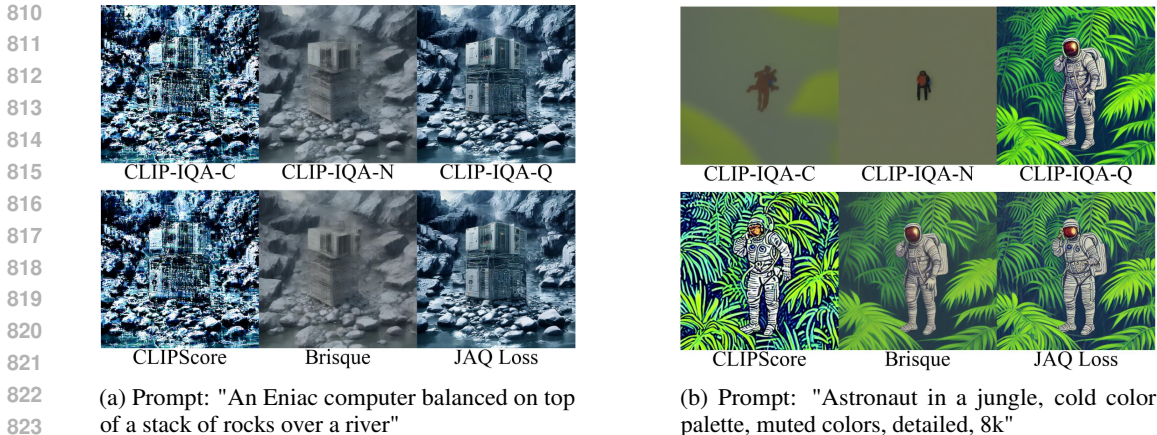 810
811
812
813
814
815
816
817
818
819
820
821
822
823
CLIP-IQA-C CLIP-IQA-N CLIP-IQA-Q
CLIPScore Brisque JAQ Loss
(a) Prompt: "An Eniac computer balanced on top
of a stack of rocks over a river"
CLIP-IQA-C CLIP-IQA-N CLIP-IQA-Q
CLIPScore Brisque JAQ Loss
(b) Prompt: "Astronaut in a jungle, cold color
palette, muted colors, detailed, 8k"